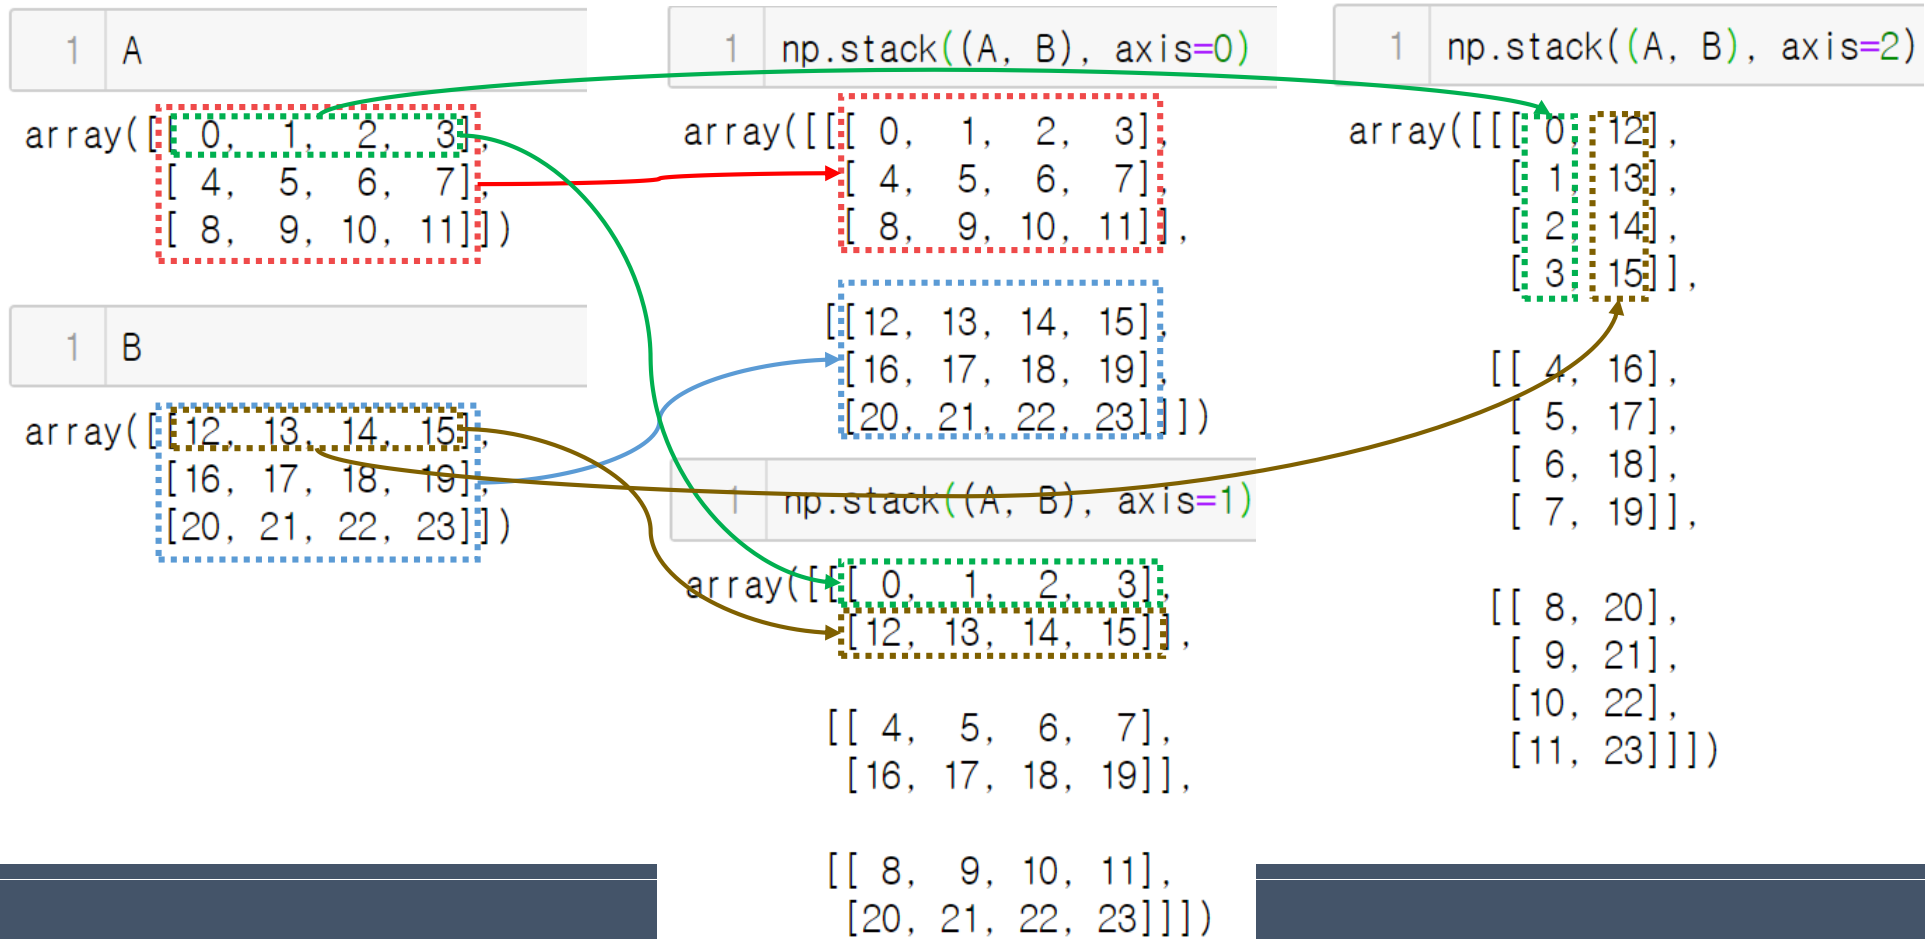 1 A
array([[ 0, 1, 2, 3],
[ 4, 5, 6, 7],
[ 8, 9, 10, 11]])
1 B
array([[12, 13, 14, 15],
[16, 17, 18, 19],
[20, 21, 22, 23]])
1 np.stack((A, B), axis=0)
array([[[ 0, 1, 2, 3],
[ 4, 5, 6, 7],
[ 8, 9, 10, 11]],
[[12, 13, 14, 15],
[16, 17, 18, 19],
[20, 21, 22, 23]]])
1 np.stack((A, B), axis=1)
array([[[ 0, 1, 2, 3],
[12, 13, 14, 15]],
[[ 4, 5, 6, 7],
[16, 17, 18, 19]],
[[ 8, 9, 10, 11],
[20, 21, 22, 23]]])
1 np.stack((A, B), axis=2)
array([[[ 0, 12],
[ 1, 13],
[ 2, 14],
[ 3, 15]],
[[ 4, 16],
[ 5, 17],
[ 6, 18],
[ 7, 19]],
[[ 8, 20],
[ 9, 21],
[10, 22],
[11, 23]]])